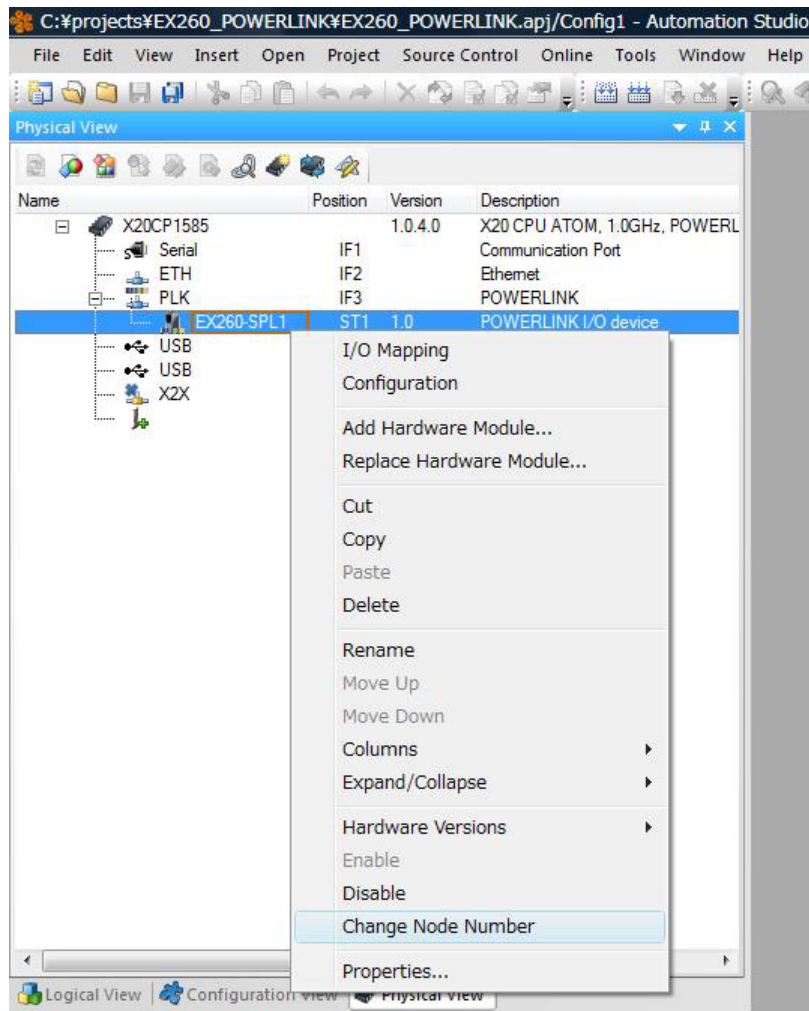 C:¥projects¥EX260_POWERLINK¥EX260_POWERLINK.apj/Config1 - Automation Studio
File Edit View Insert Open Project Source Control Online Tools Window Help
Physical View
Name Position Version Description
X20CP1585 1.0.4.0 X20 CPU ATOM, 1.0GHz, POWERL
Serial IF1 Communication Port
ETH IF2 Ethernet
PLK IF3 POWERLINK
EX260-SPL1 ST1 1.0 POWERLINK I/O device
USB
USB
X2X
I/O Mapping
Configuration
Add Hardware Module...
Replace Hardware Module...
Cut
Copy
Paste
Delete
Rename
Move Up
Move Down
Columns
Expand/Collapse
Hardware Versions
Enable
Disable
Change Node Number
Properties...
Logical View Configuration View Physical View